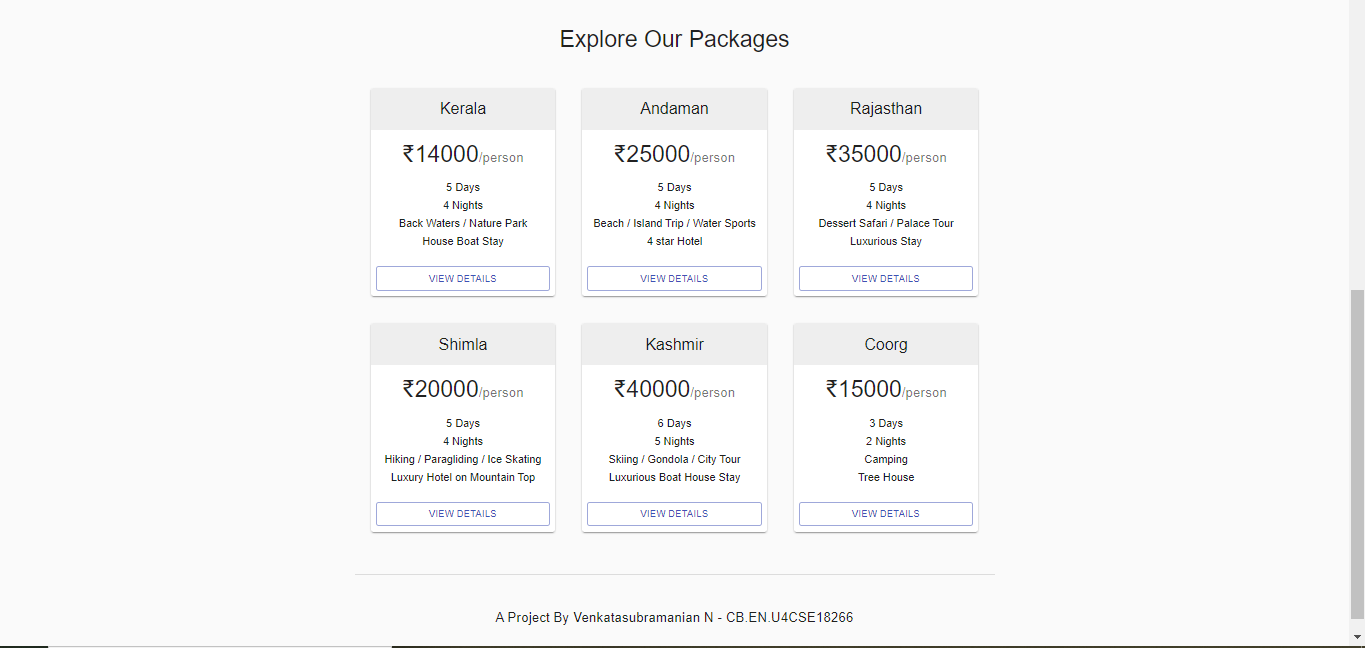 Explore Our Packages
Kerala
₹14000/person
5 Days
4 Nights
Back Waters / Nature Park
House Boat Stay
VIEW DETAILS
Andaman
₹25000/person
5 Days
4 Nights
Beach / Island Trip / Water Sports
4 star Hotel
VIEW DETAILS
Rajasthan
₹35000/person
5 Days
4 Nights
Dessert Safari / Palace Tour
Luxurious Stay
VIEW DETAILS
Shimla
₹20000/person
5 Days
4 Nights
Hiking / Paragliding / Ice Skating
Luxury Hotel on Mountain Top
VIEW DETAILS
Kashmir
₹40000/person
6 Days
5 Nights
Skiing / Gondola / City Tour
Luxurious Boat House Stay
VIEW DETAILS
Coorg
₹15000/person
3 Days
2 Nights
Camping
Tree House
VIEW DETAILS
A Project By Venkatasubramanian N - CB.EN.U4CSE18266